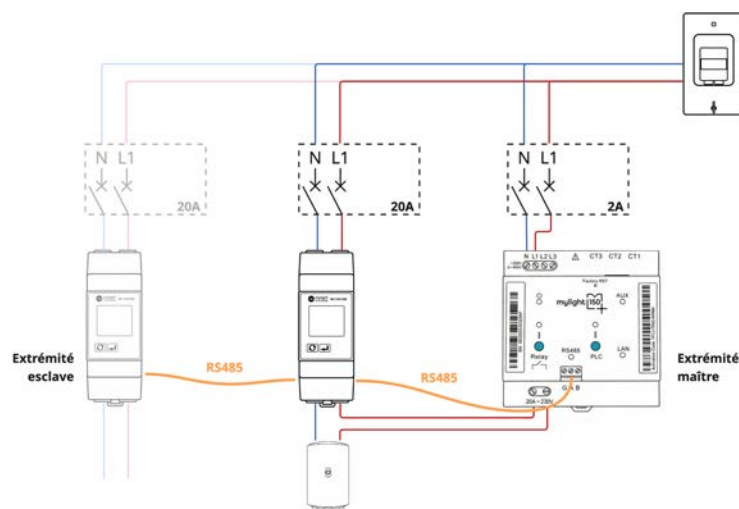 N L1
20A
N L1
20A
N L1
2A
N L1 L2 L3
CT3 CT2 CT1
mylight 150
AUX
RS485
Relay
PLC
LAN
G A B
20A ~ 230V
Extrémité
esclave
RS485
RS485
Extrémité
maître